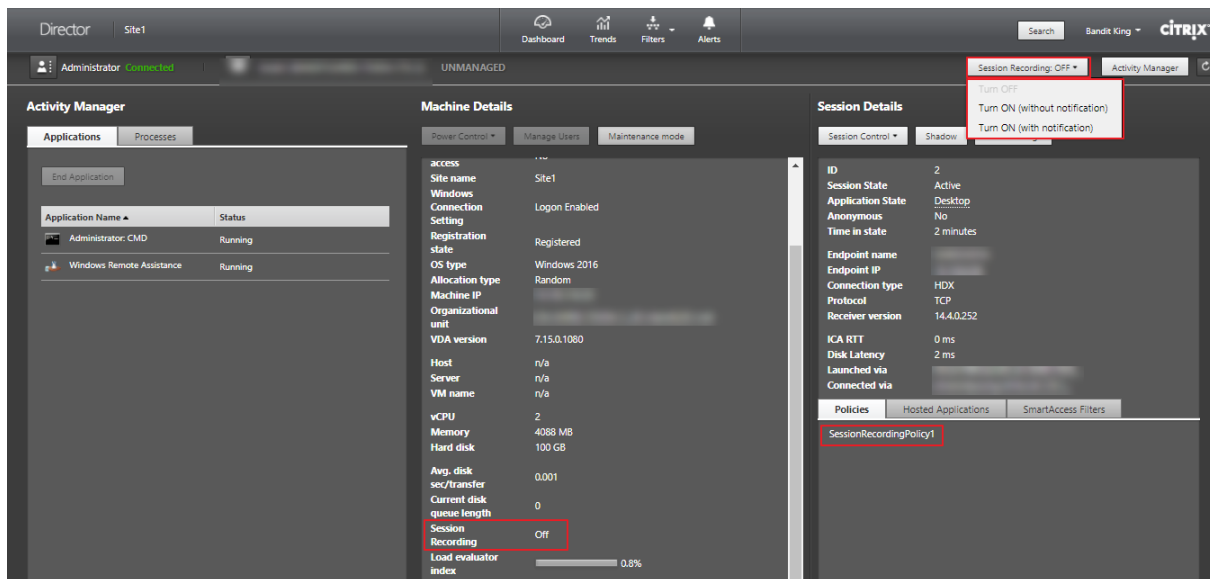 Director Site1 Dashboard Trends Filters Alerts Search Bandit King CİTRIX
Administrator Connected UNMANAGED Session Recording: OFF Activity Manager
Turn OFF
Turn ON (without notification)
Turn ON (with notification)
Activity Manager
Applications Processes
End Application
Application Name Status
Administrator: CMD Running
Windows Remote Assistance Running
Machine Details
Power Control Manage Users Maintenance mode
access No
Site name Site1
Windows
Connection Logon Enabled
Setting
Registration
state Registered
OS type Windows 2016
Allocation type Random
Machine IP
Organizational
unit
VDA version 7.15.0.1080
Host n/a
Server n/a
VM name n/a
vCPU 2
Memory 4088 MB
Hard disk 100 GB
Avg. disk
sec/transfer 0.001
Current disk
queue length 0
Session
Recording Off
Load evaluator
index 0.8%
Session Details
Session Control Shadow
ID 2
Session State Active
Application State Desktop
Anonymous No
Time in state 2 minutes
Endpoint name
Endpoint IP
Connection type HDX
Protocol TCP
Receiver version 14.4.0.252
ICA RTT 0 ms
Disk Latency 2 ms
Launched via
Connected via
Policies Hosted Applications SmartAccess Filters
SessionRecordingPolicy1